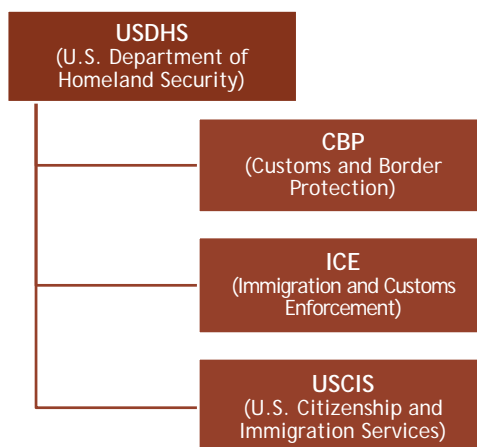 USDHS
(U.S. Department of
Homeland Security)
CBP
(Customs and Border
Protection)
ICE
(Immigration and Customs
Enforcement)
USCIS
(U.S. Citizenship and
Immigration Services)